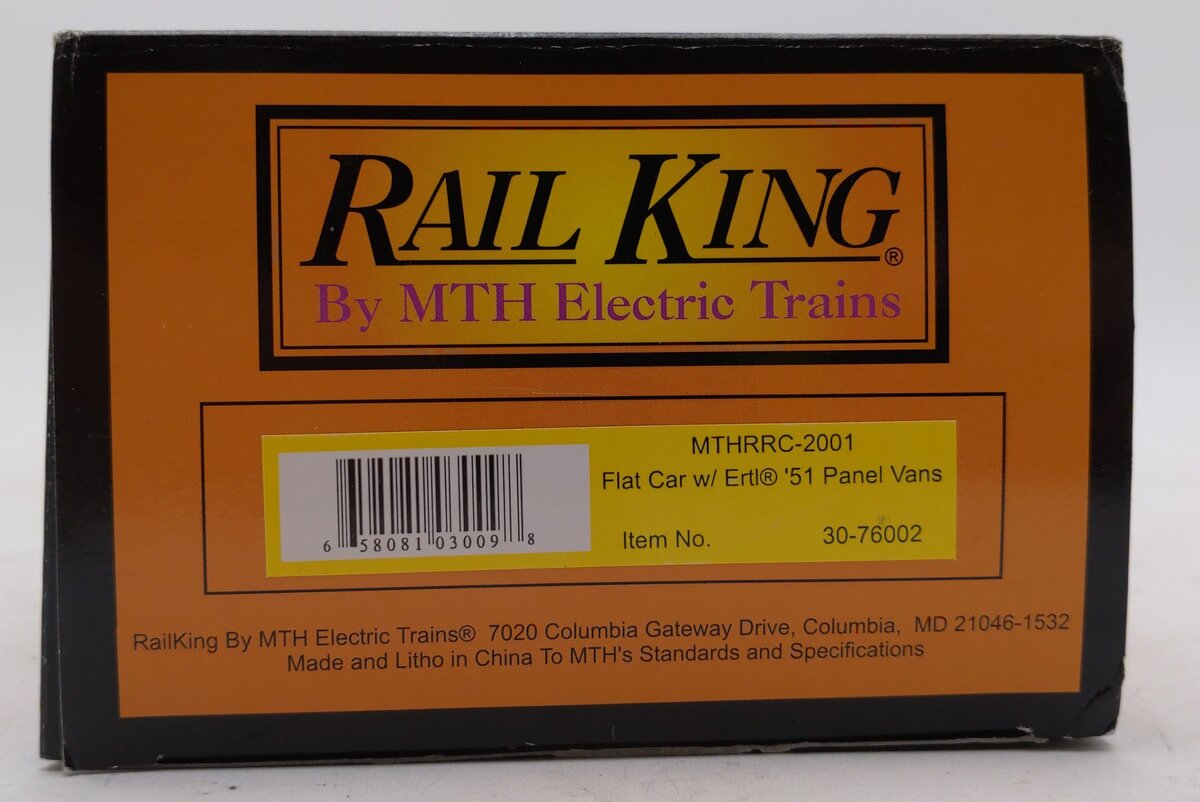 RAIL KING®
By MTH Electric Trains
MTHRRC-2001
Flat Car w/ Ertl® '51 Panel Vans
Item No. 30-76002
6 58081 03009 8
RailKing By MTH Electric Trains® 7020 Columbia Gateway Drive, Columbia, MD 21046-1532
Made and Litho in China To MTH's Standards and Specifications